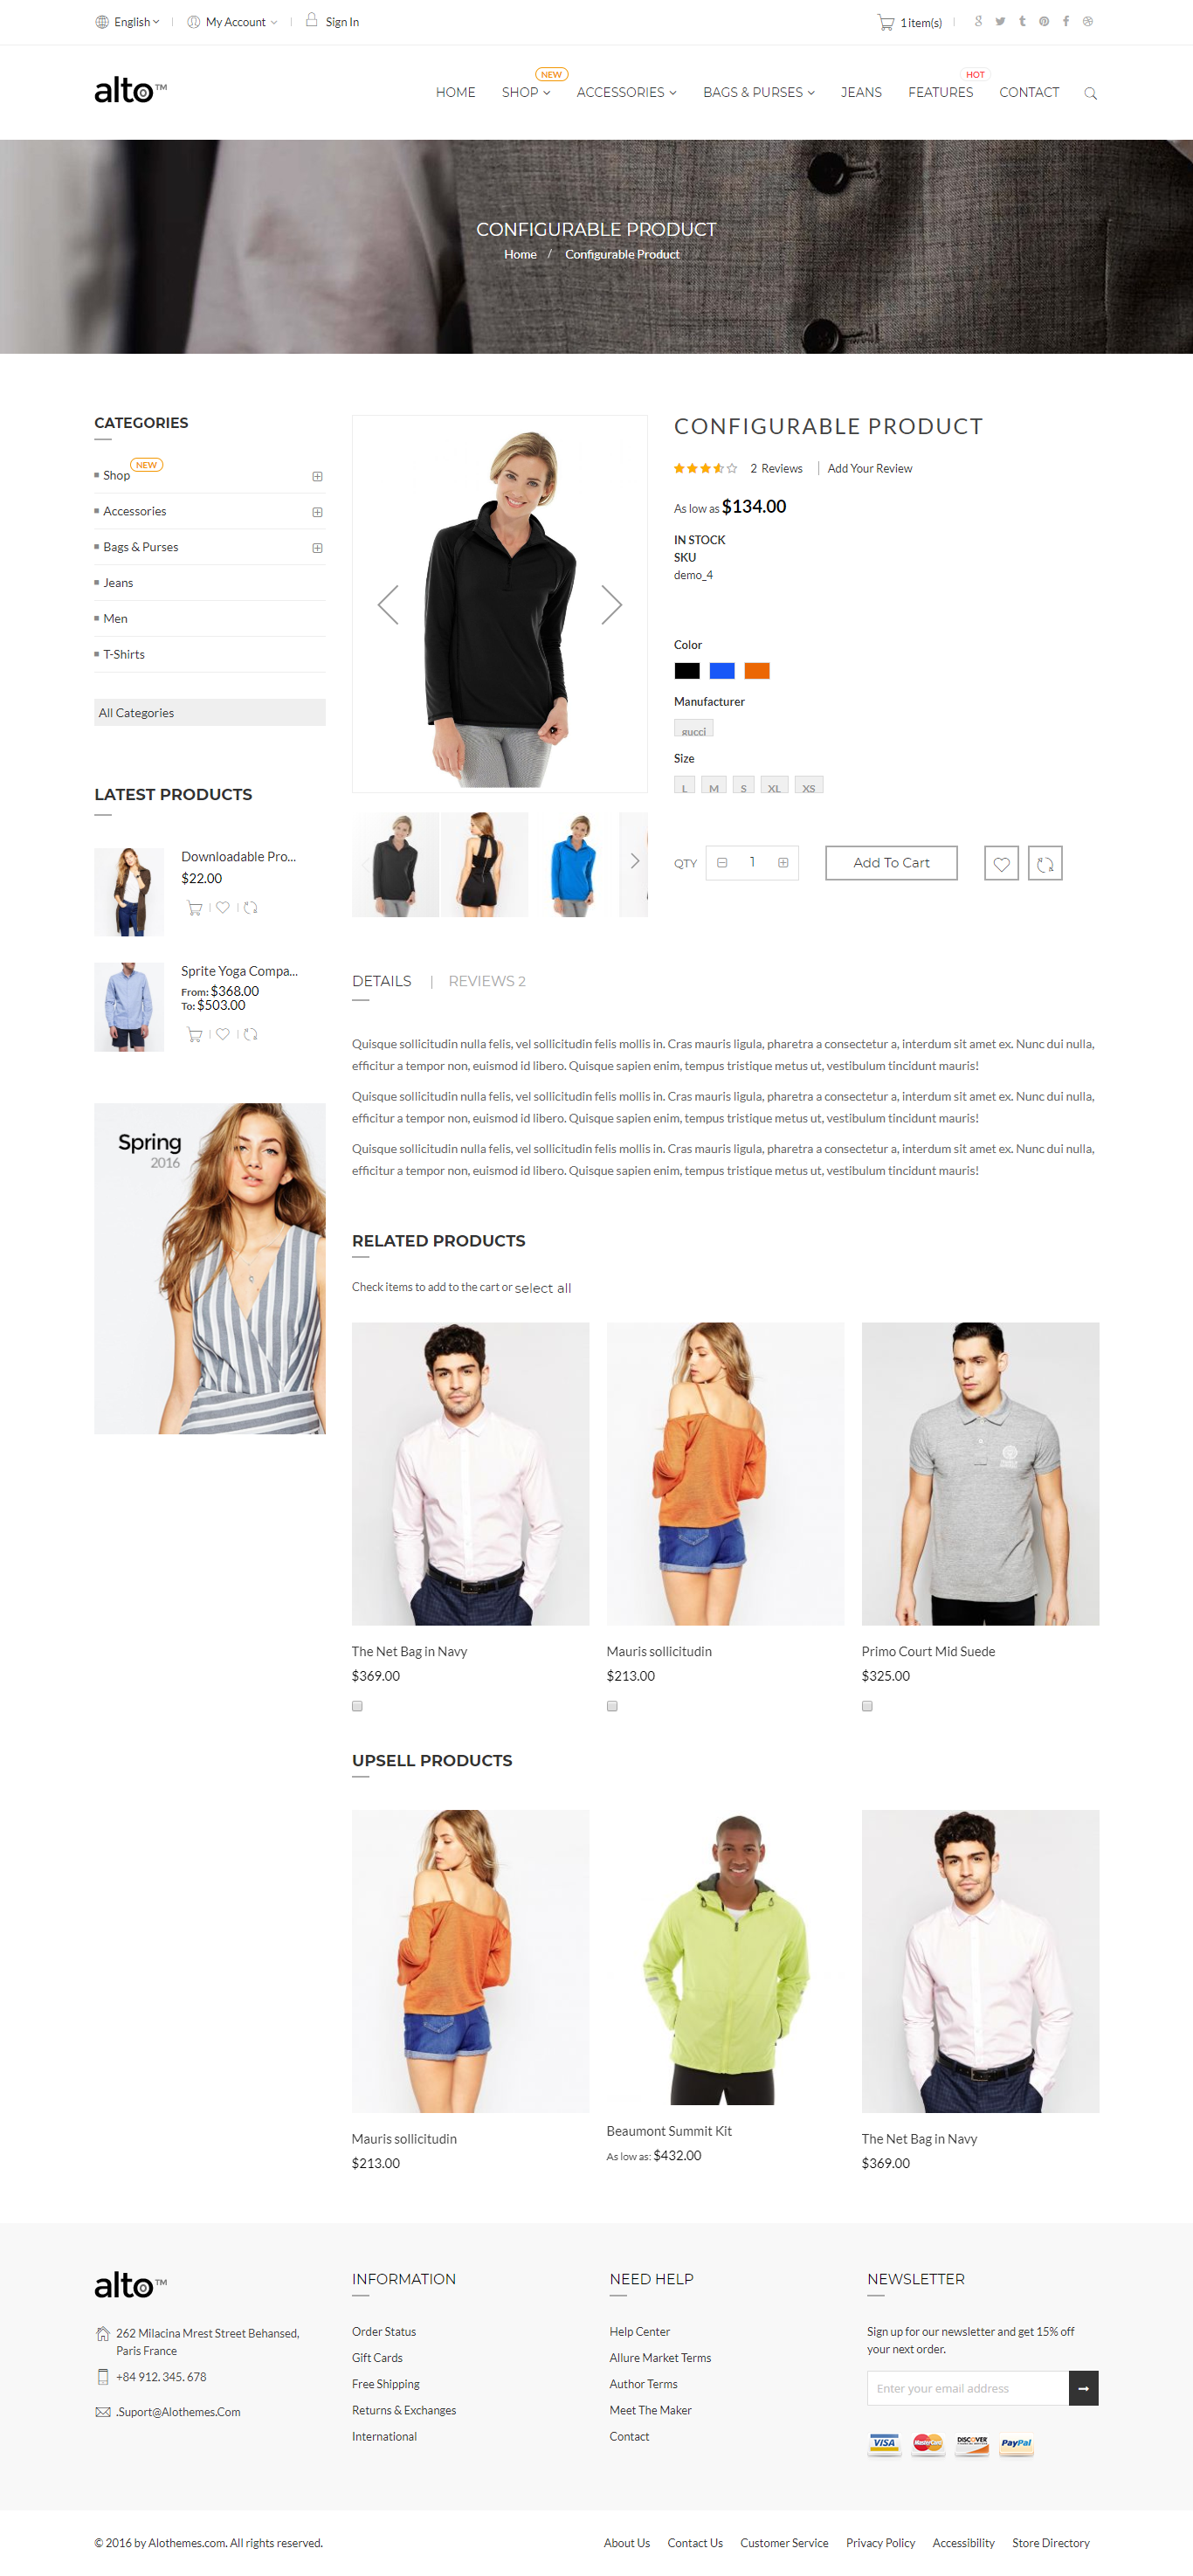 English
My Account
Sign In
1 item(s)
alto™
HOME
SHOP
NEW
ACCESSORIES
BAGS & PURSES
JEANS
FEATURES
HOT
CONTACT
CONFIGURABLE PRODUCT
Home / Configurable Product
CATEGORIES
Shop
NEW
Accessories
Bags & Purses
Jeans
Men
T-Shirts
All Categories
LATEST PRODUCTS
Downloadable Pro...
$22.00
Sprite Yoga Compa...
From: $368.00
To: $503.00
Spring
2016
CONFIGURABLE PRODUCT
2 Reviews
Add Your Review
As low as $134.00
IN STOCK
SKU
demo_4
Color
Manufacturer
gucci
Size
L M S XL XS
QTY
1
Add To Cart
DETAILS | REVIEWS 2
Quisque sollicitudin nulla felis, vel sollicitudin felis mollis in. Cras mauris ligula, pharetra a consectetur a, interdum sit amet ex. Nunc dui nulla,
efficitur a tempor non, euismod id libero. Quisque sapien enim, tempus tristique metus ut, vestibulum tincidunt mauris!
Quisque sollicitudin nulla felis, vel sollicitudin felis mollis in. Cras mauris ligula, pharetra a consectetur a, interdum sit amet ex. Nunc dui nulla,
efficitur a tempor non, euismod id libero. Quisque sapien enim, tempus tristique metus ut, vestibulum tincidunt mauris!
Quisque sollicitudin nulla felis, vel sollicitudin felis mollis in. Cras mauris ligula, pharetra a consectetur a, interdum sit amet ex. Nunc dui nulla,
efficitur a tempor non, euismod id libero. Quisque sapien enim, tempus tristique metus ut, vestibulum tincidunt mauris!
RELATED PRODUCTS
Check items to add to the cart or select all
The Net Bag in Navy
$369.00
Mauris sollicitudin
$213.00
Primo Court Mid Suede
$325.00
UPSELL PRODUCTS
Mauris sollicitudin
$213.00
Beaumont Summit Kit
As low as: $432.00
The Net Bag in Navy
$369.00
alto™
262 Milacina Mrest Street Behansed,
Paris France
+84 912. 345. 678
.Suport@Alothemes.Com
INFORMATION
Order Status
Gift Cards
Free Shipping
Returns & Exchanges
International
NEED HELP
Help Center
Allure Market Terms
Author Terms
Meet The Maker
Contact
NEWSLETTER
Sign up for our newsletter and get 15% off
your next order.
Enter your email address
VISA
MasterCard
DISCOVER
PayPal
© 2016 by Alothemes.com. All rights reserved.
About Us
Contact Us
Customer Service
Privacy Policy
Accessibility
Store Directory